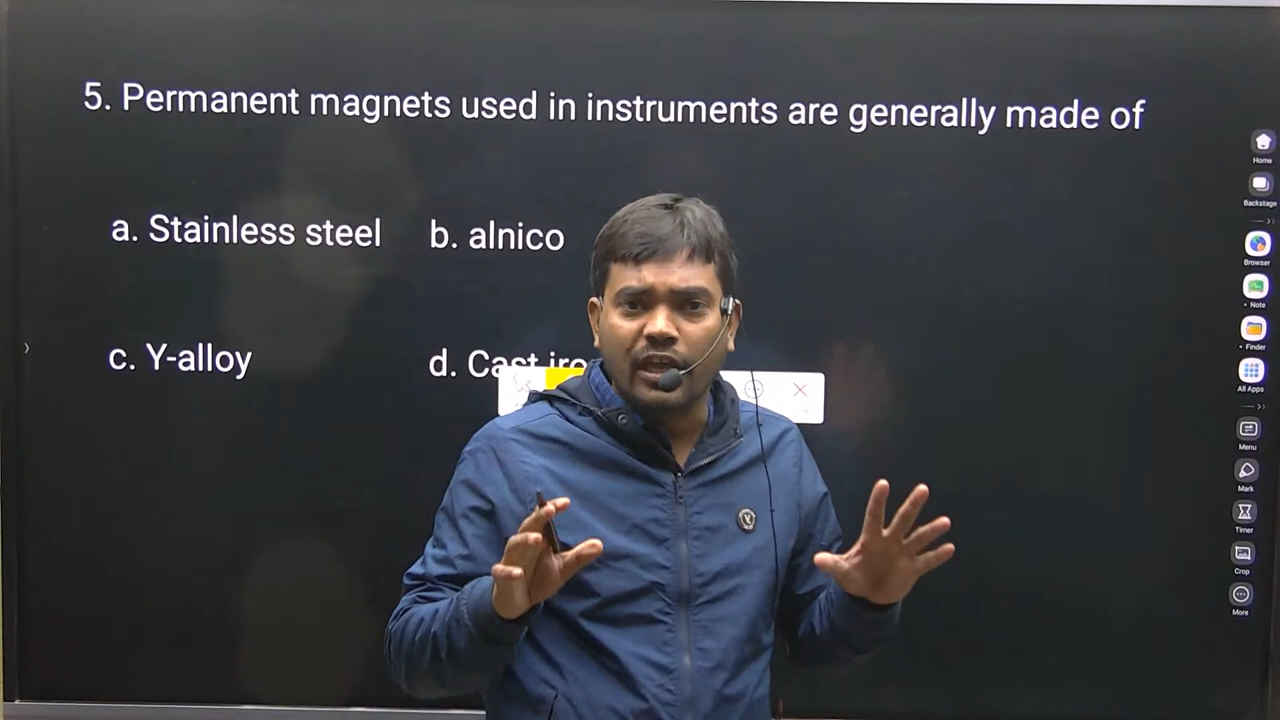 5. Permanent magnets used in instruments are generally made of
a. Stainless steel b. alnico
c. Y-alloy d. Cast iro
Home
Backstage
Browser
Note
Finder
All Apps
Menu
Mark
Timer
Crop
More